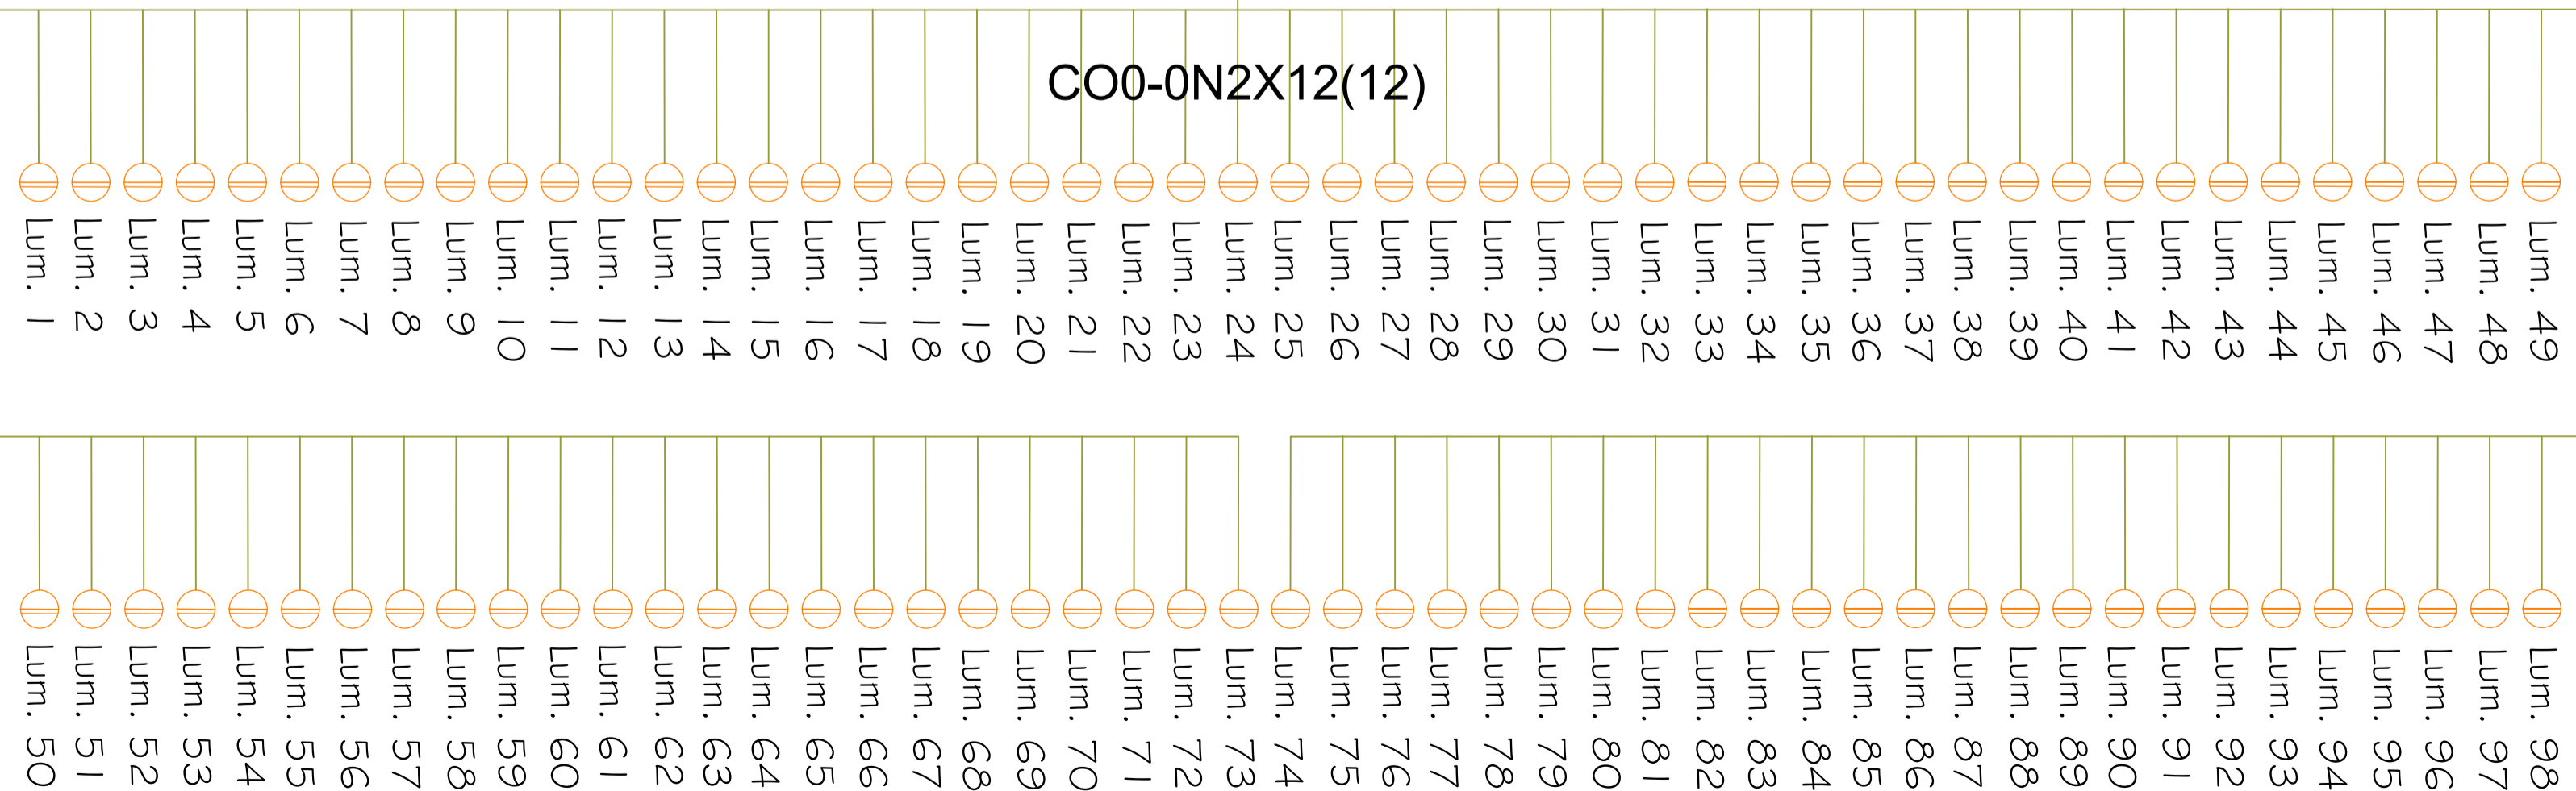 CO0-0N2X12(12)
Lum. 1
Lum. 2
Lum. 3
Lum. 4
Lum. 5
Lum. 6
Lum. 7
Lum. 8
Lum. 9
Lum. 10
Lum. 11
Lum. 12
Lum. 13
Lum. 14
Lum. 15
Lum. 16
Lum. 17
Lum. 18
Lum. 19
Lum. 20
Lum. 21
Lum. 22
Lum. 23
Lum. 24
Lum. 25
Lum. 26
Lum. 27
Lum. 28
Lum. 29
Lum. 30
Lum. 31
Lum. 32
Lum. 33
Lum. 34
Lum. 35
Lum. 36
Lum. 37
Lum. 38
Lum. 39
Lum. 40
Lum. 41
Lum. 42
Lum. 43
Lum. 44
Lum. 45
Lum. 46
Lum. 47
Lum. 48
Lum. 49
Lum. 50
Lum. 51
Lum. 52
Lum. 53
Lum. 54
Lum. 55
Lum. 56
Lum. 57
Lum. 58
Lum. 59
Lum. 60
Lum. 61
Lum. 62
Lum. 63
Lum. 64
Lum. 65
Lum. 66
Lum. 67
Lum. 68
Lum. 69
Lum. 70
Lum. 71
Lum. 72
Lum. 73
Lum. 74
Lum. 75
Lum. 76
Lum. 77
Lum. 78
Lum. 79
Lum. 80
Lum. 81
Lum. 82
Lum. 83
Lum. 84
Lum. 85
Lum. 86
Lum. 87
Lum. 88
Lum. 89
Lum. 90
Lum. 91
Lum. 92
Lum. 93
Lum. 94
Lum. 95
Lum. 96
Lum. 97
Lum. 98